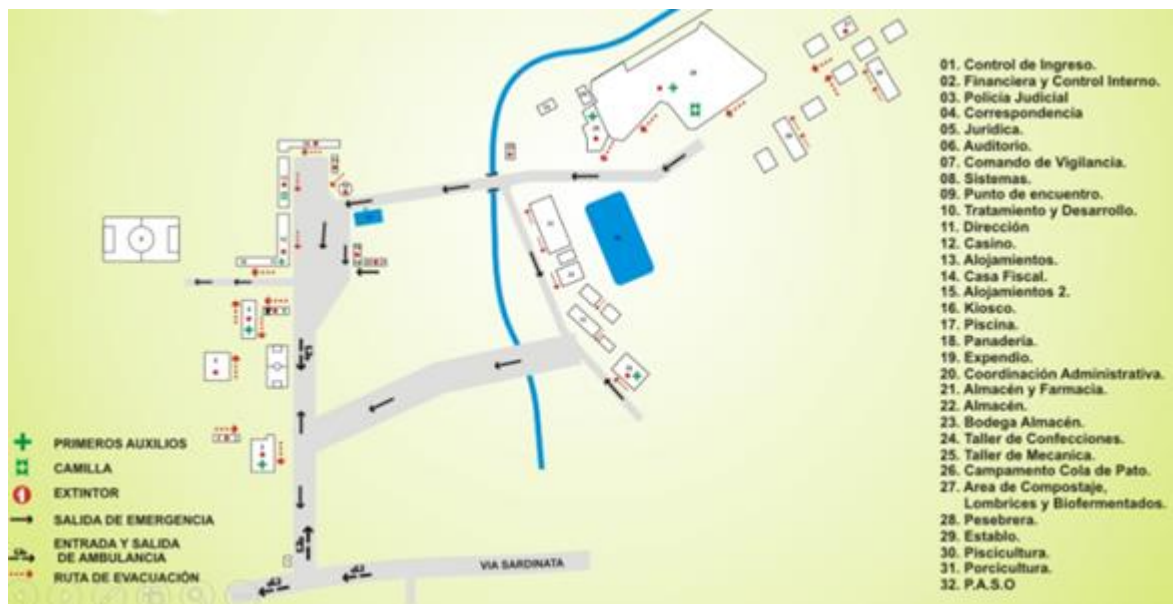 01. Control de Ingreso.
02. Financiera y Control Interno.
03. Policía Judicial
04. Correspondencia
05. Jurídica.
06. Auditorio.
07. Comando de Vigilancia.
08. Sistemas.
09. Punto de encuentro.
10. Tratamiento y Desarrollo.
11. Dirección
12. Casino.
13. Alojamientos.
14. Casa Fiscal.
15. Alojamientos 2.
16. Kiosco.
17. Piscina.
18. Panadería.
19. Expendio.
20. Coordinación Administrativa.
21. Almacén y Farmacia.
22. Almacén.
23. Bodega Almacén.
24. Taller de Confecciones.
25. Taller de Mecanica.
26. Campamento Cola de Pato.
27. Area de Compostaje,
Lombrices y Biofermentados.
28. Pesebrera.
29. Establo.
30. Piscicultura.
31. Porcicultura.
32. P.A.S.O
PRIMEROS AUXILIOS
CAMILLA
EXTINTOR
SALIDA DE EMERGENCIA
ENTRADA Y SALIDA
DE AMBULANCIA
RUTA DE EVACUACIÓN
VIA SARDINATA